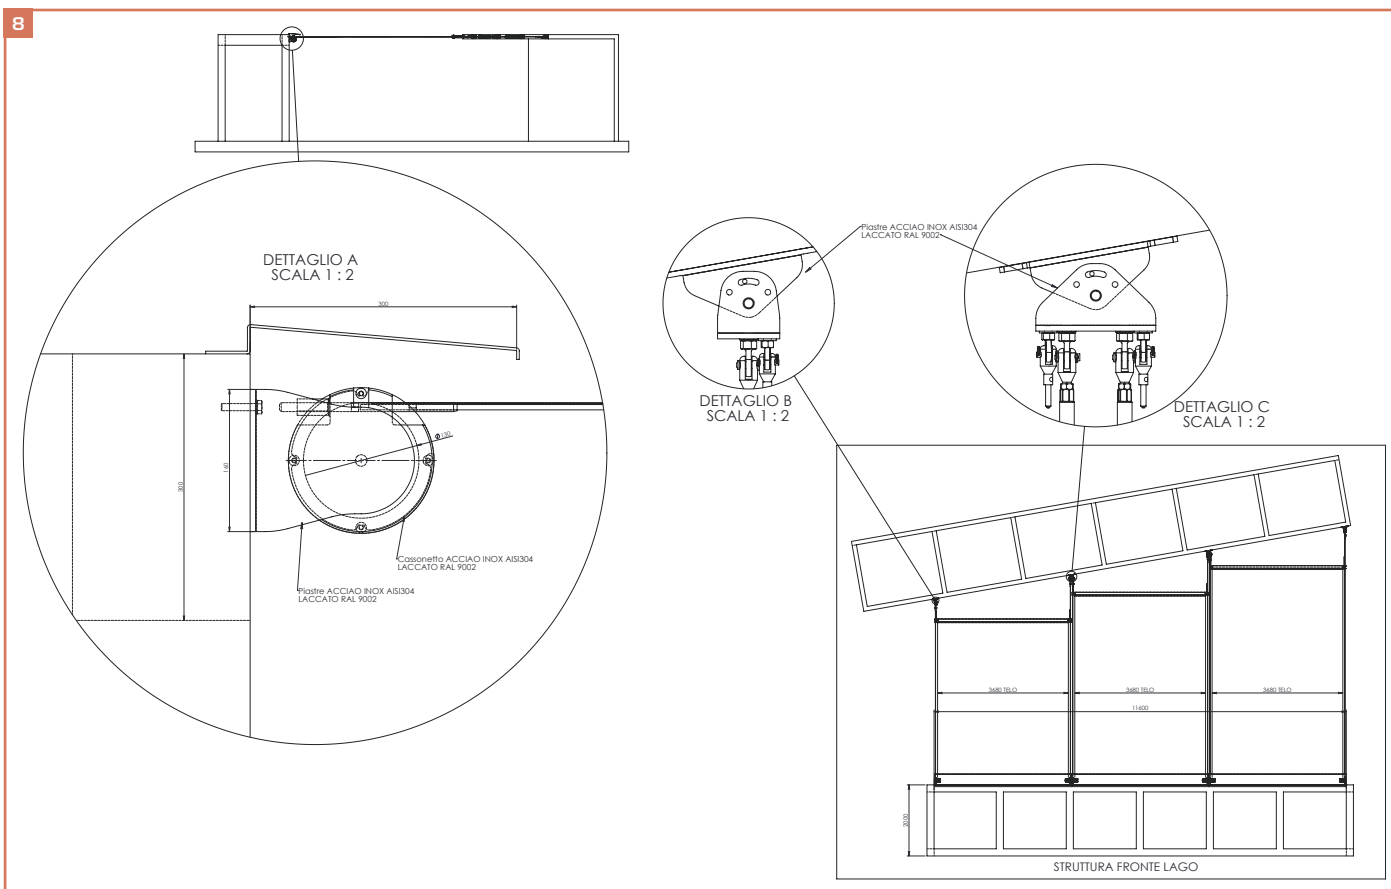 8
DETTAGLIO A
SCALA 1 : 2
300
300
160
Ø 130
Cassonetto ACCIAO INOX AISI304
LACCATO RAL 9002
Piastre ACCIAO INOX AISI304
LACCATO RAL 9002
Piastre ACCIAO INOX AISI304
LACCATO RAL 9002
DETTAGLIO B
SCALA 1 : 2
DETTAGLIO C
SCALA 1 : 2
3680 TELO
3680 TELO
3680 TELO
11600
2000
STRUTTURA FRONTE LAGO